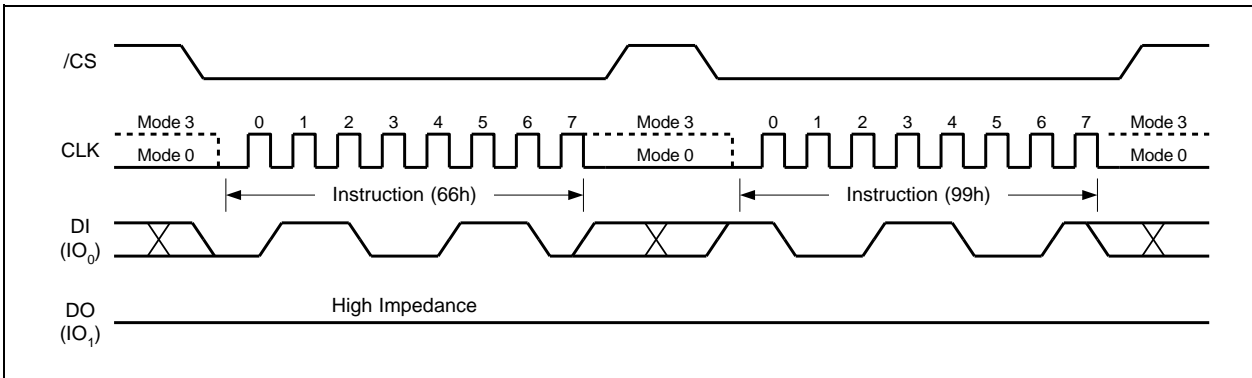 /CS
Mode 3 0 1 2 3 4 5 6 7 Mode 3 0 1 2 3 4 5 6 7 Mode 3
CLK
Mode 0 Mode 0 Mode 0
Instruction (66h) Instruction (99h)
DI
(IO0)
High Impedance
DO
(IO1)